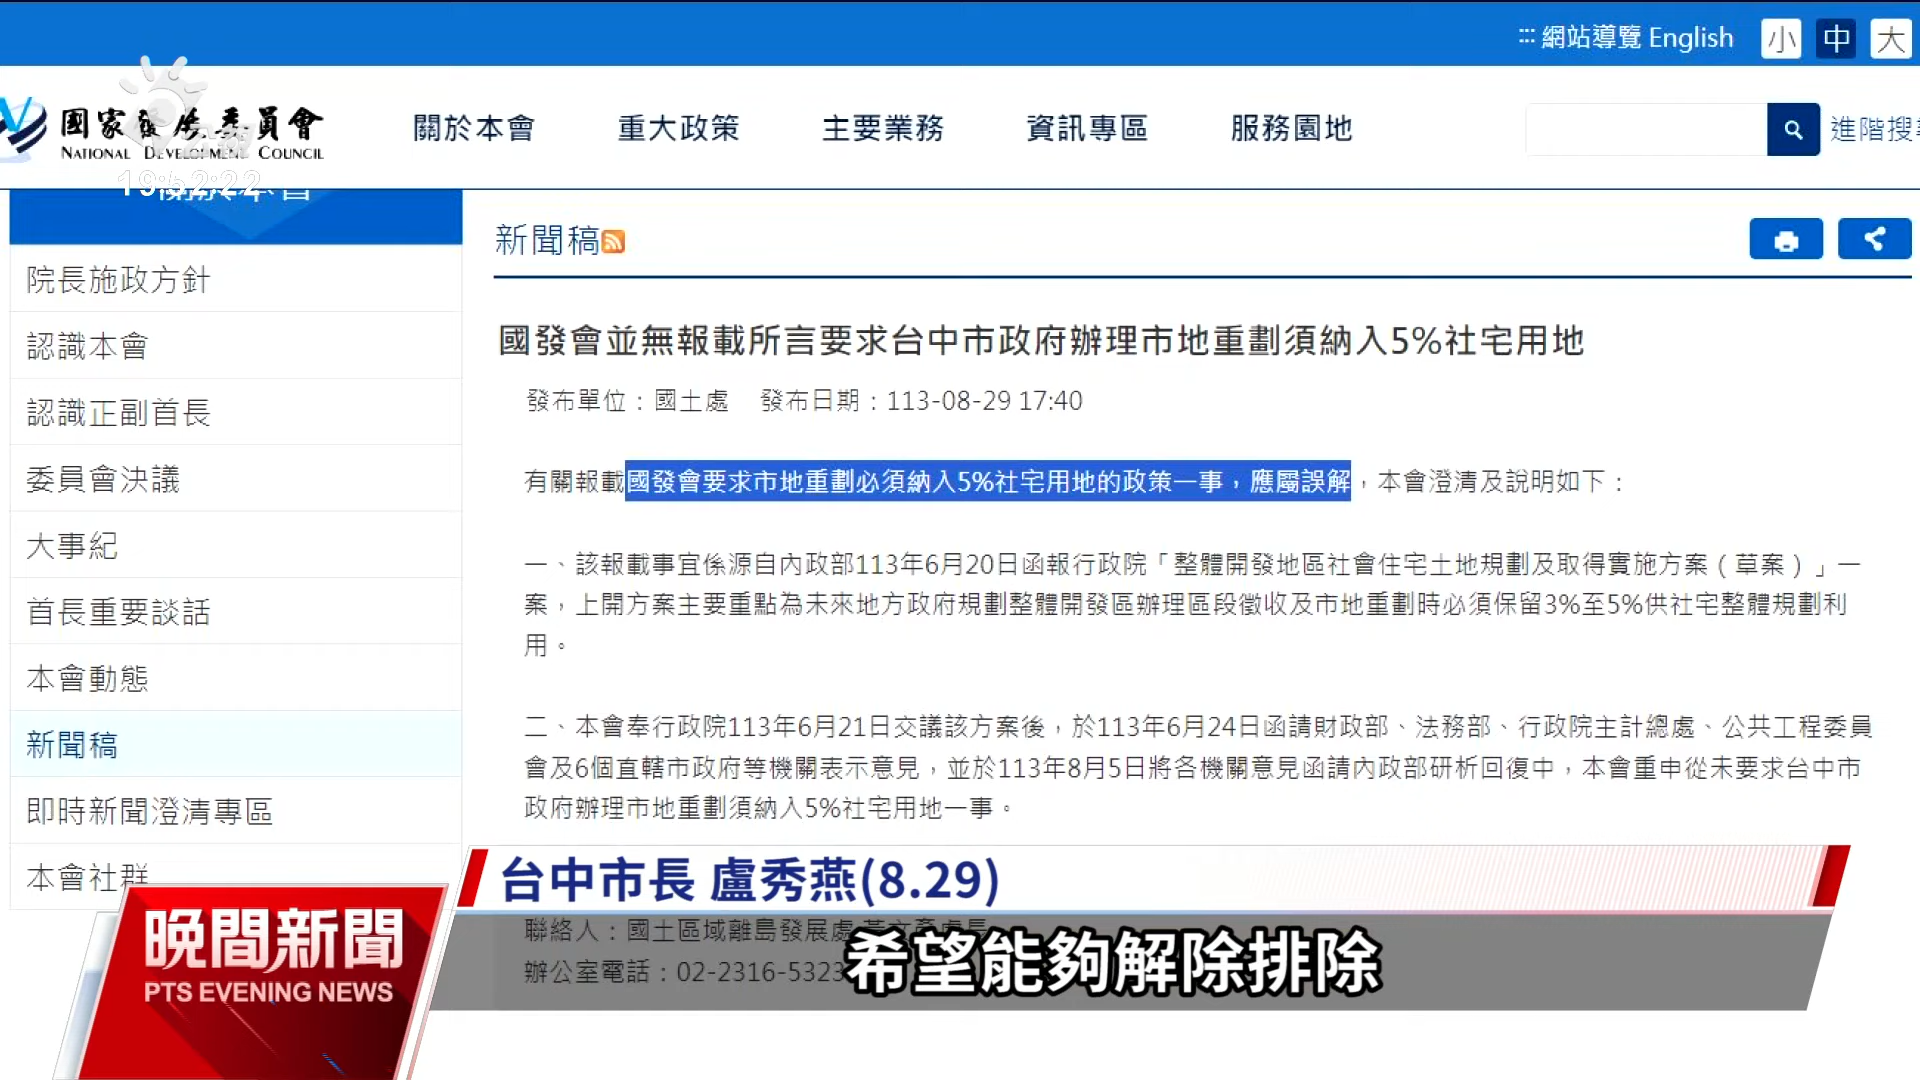 網站導覽 English 小 中 大
國家發展委員會
NATIONAL DEVELOPMENT COUNCIL
關於本會 重大政策 主要業務 資訊專區 服務園地
進階搜尋
19:52:22
新聞稿
院長施政方針
認識本會
認識正副首長
委員會決議
大事紀
首長重要談話
本會動態
新聞稿
即時新聞澄清專區
本會社群
國發會並無報載所言要求台中市政府辦理市地重劃須納入5%社宅用地
發布單位：國土處 發布日期：113-08-29 17:40
有關報載國發會要求市地重劃必須納入5%社宅用地的政策一事，應屬誤解，本會澄清及說明如下：
一、該報載事宜係源自內政部113年6月20日函報行政院「整體開發地區社會住宅土地規劃及取得實施方案（草案）」一
案，上開方案主要重點為未來地方政府規劃整體開發區辦理區段徵收及市地重劃時必須保留3%至5%供社宅整體規劃利
用。
二、本會奉行政院113年6月21日交議該方案後，於113年6月24日函請財政部、法務部、行政院主計總處、公共工程委員
會及6個直轄市政府等機關表示意見，並於113年8月5日將各機關意見函請內政部研析回復中，本會重申從未要求台中市
政府辦理市地重劃須納入5%社宅用地一事。
台中市長 盧秀燕(8.29)
聯絡人：國土區域離島發展處
辦公室電話：02-2316-5323
希望能夠解除排除
晚間新聞
PTS EVENING NEWS